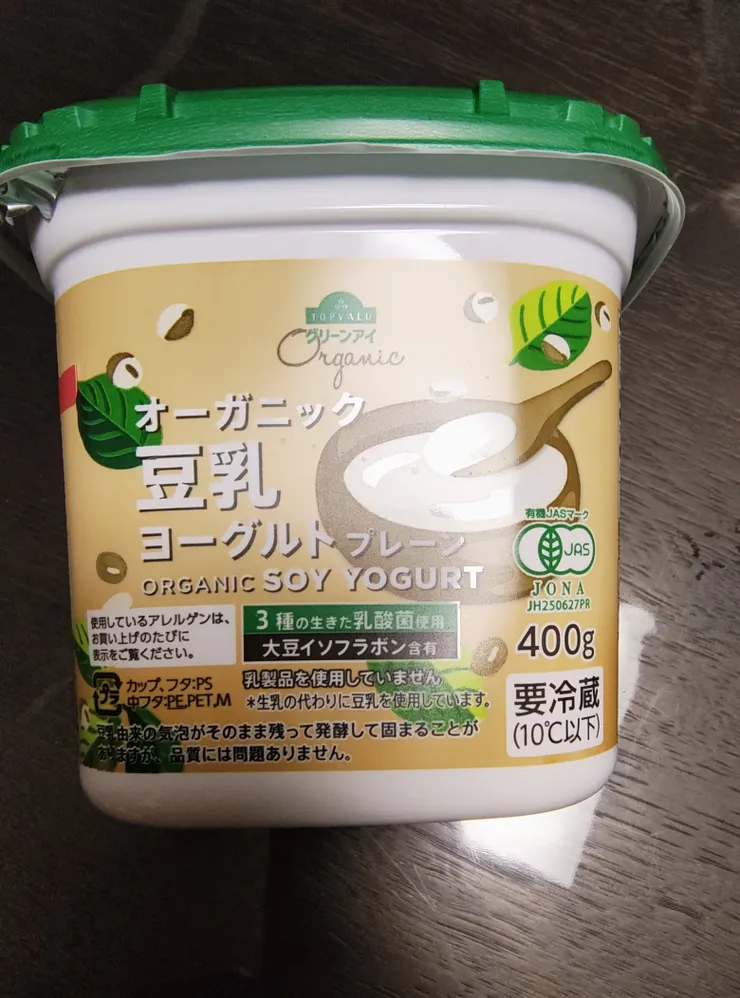 TOPVALU
グリーンアイ
Organic
オーガニック
豆乳
ヨーグルト プレーン
ORGANIC SOY YOGURT
有機JASマーク
JAS
JONA
JH250627PR
使用しているアレルゲンは、
お買い上げのたびに
表示をご覧ください。
3種の生きた乳酸菌使用
大豆イソフラボン含有
400g
プラ
カップ、フタ:PS
中フタ:PE,PET,M
乳製品を使用していません
*生乳の代わりに豆乳を使用しています。
要冷蔵
(10℃以下)
豆乳由来の気泡がそのまま残って発酵して固まることが
ありますが、品質には問題ありません。